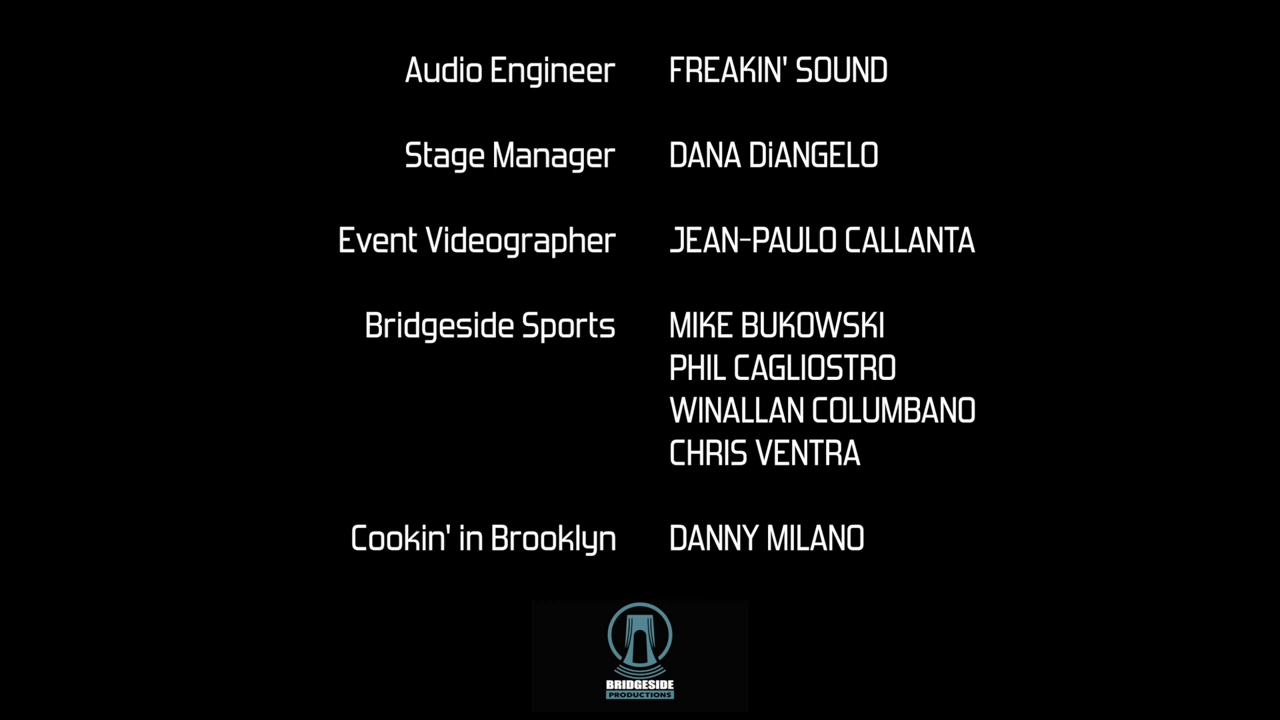 Audio Engineer FREAKIN' SOUND
Stage Manager DANA DiANGELO
Event Videographer JEAN-PAULO CALLANTA
Bridgeside Sports MIKE BUKOWSKI
PHIL CAGLIOSTRO
WINALLAN COLUMBANO
CHRIS VENTRA
Cookin' in Brooklyn DANNY MILANO
BRIDGESIDE
PRODUCTIONS